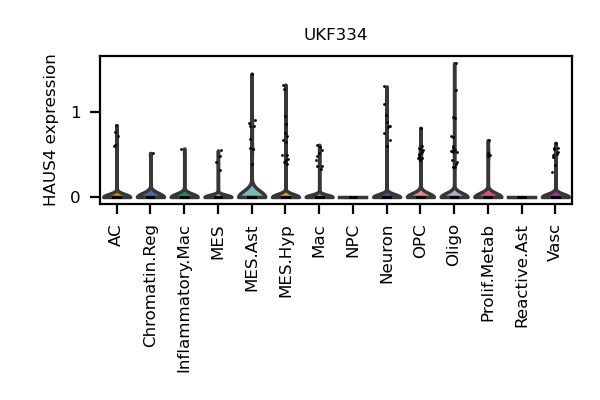 UKF334
HAUS4 expression
1
0
AC
Chromatin.Reg
Inflammatory.Mac
MES
MES.Ast
MES.Hyp
Mac
NPC
Neuron
OPC
Oligo
Prolif.Metab
Reactive.Ast
Vasc